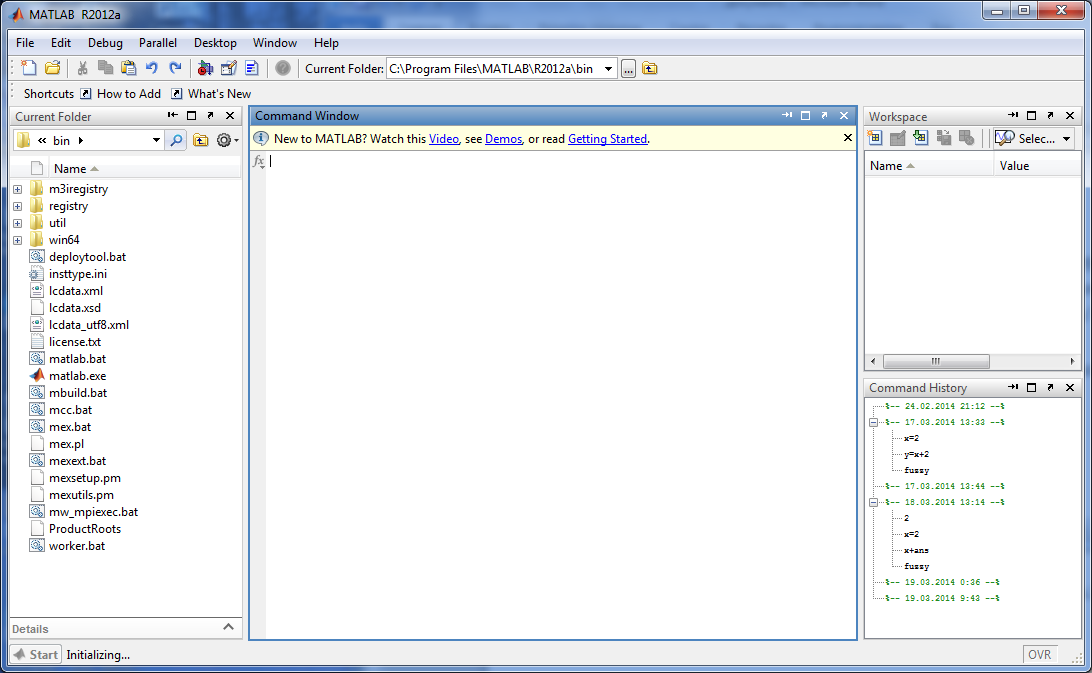 MATLAB R2012a
File Edit Debug Parallel Desktop Window Help
Current Folder: C:\Program Files\MATLAB\R2012a\bin ...
Shortcuts How to Add What's New
Current Folder
« bin
Name
m3iregistry
registry
util
win64
deploytool.bat
insttype.ini
lcdata.xml
lcdata.xsd
lcdata_utf8.xml
license.txt
matlab.bat
matlab.exe
mbuild.bat
mcc.bat
mex.bat
mex.pl
mexext.bat
mexsetup.pm
mexutils.pm
mw_mpiexec.bat
ProductRoots
worker.bat
Details
Command Window
New to MATLAB? Watch this Video, see Demos, or read Getting Started.
fx
Workspace
Selec...
Name Value
Command History
%-- 24.02.2014 21:12 --%
%-- 17.03.2014 13:33 --%
x=2
y=x+2
fuzzy
%-- 17.03.2014 13:44 --%
%-- 18.03.2014 13:14 --%
2
x=2
x+ans
fuzzy
%-- 19.03.2014 0:36 --%
%-- 19.03.2014 9:43 --%
Start Initializing... OVR